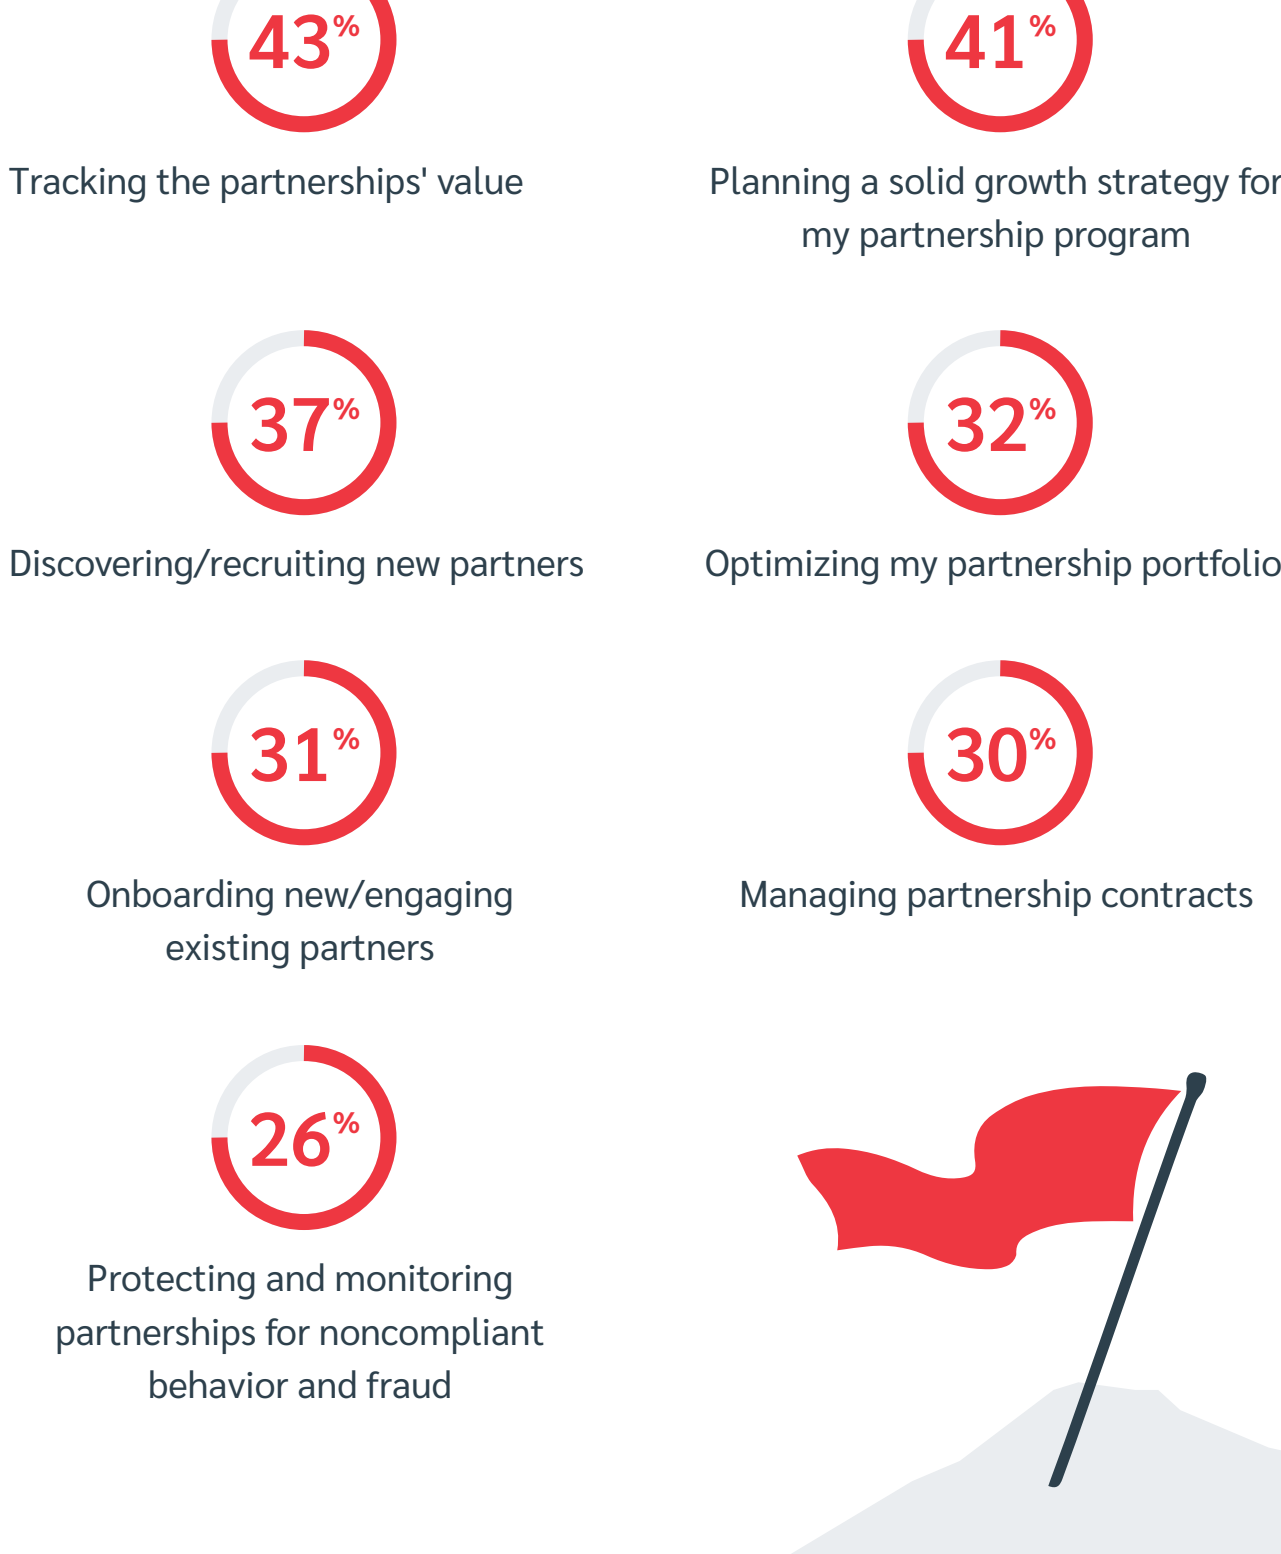 43%
41%
Tracking the partnerships' value
Planning a solid growth strategy for
my partnership program
37%
32%
Discovering/recruiting new partners
Optimizing my partnership portfolio
31%
30%
Onboarding new/engaging
existing partners
Managing partnership contracts
26%
Protecting and monitoring
partnerships for noncompliant
behavior and fraud